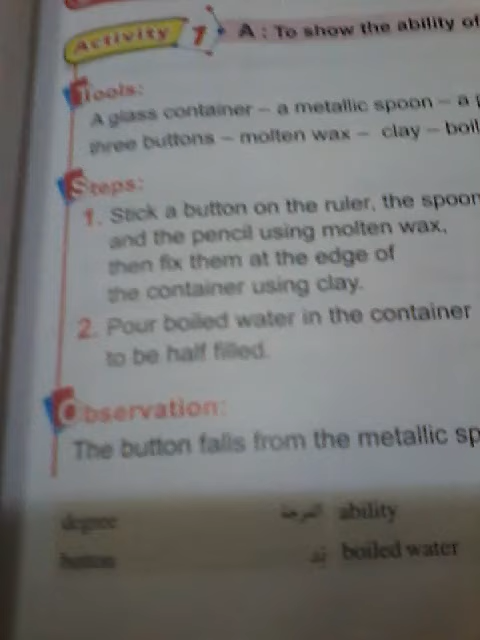 Activity 1 A : To show the ability of
Tools:
A glass container – a metallic spoon – a
three buttons – molten wax – clay – boil
Steps:
1. Stick a button on the ruler, the spoon
and the pencil using molten wax,
then fix them at the edge of
the container using clay.
2. Pour boiled water in the container
to be half filled.
Observation:
The button falls from the metallic sp
degree الدرجة ability
button زر boiled water